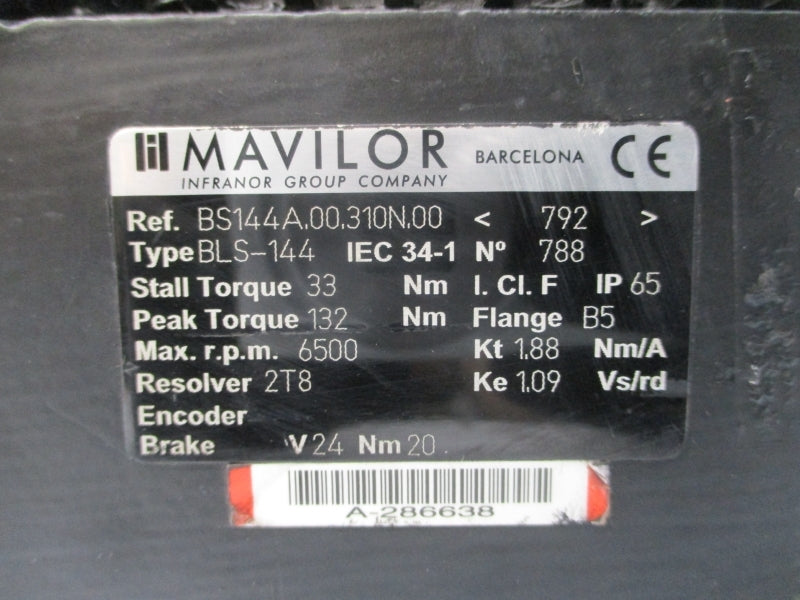 MAVILOR BARCELONA CE
INFRANOR GROUP COMPANY
Ref. BS144A.00.310N.00 < 792 >
Type BLS-144 IEC 34-1 Nº 788
Stall Torque 33 Nm I. Cl. F IP 65
Peak Torque 132 Nm Flange B5
Max. r.p.m. 6500 Kt 1.88 Nm/A
Resolver 2T8 Ke 1.09 Vs/rd
Encoder
Brake V 24 Nm 20
A-286638